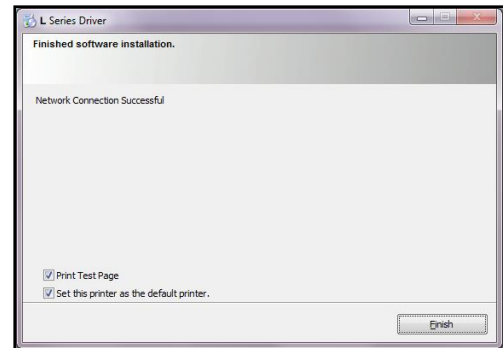 L Series Driver
Finished software installation.
Network Connection Successful
Print Test Page
Set this printer as the default printer.
Finish